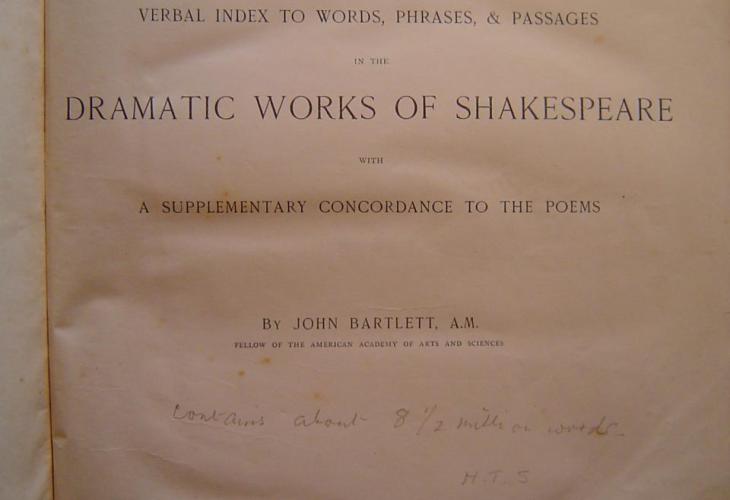 VERBAL INDEX TO WORDS, PHRASES, & PASSAGES
IN THE
DRAMATIC WORKS OF SHAKESPEARE
WITH
A SUPPLEMENTARY CONCORDANCE TO THE POEMS
BY JOHN BARTLETT, A.M.
FELLOW OF THE AMERICAN ACADEMY OF ARTS AND SCIENCES
contains about 8 1/2 million words
H.T.S